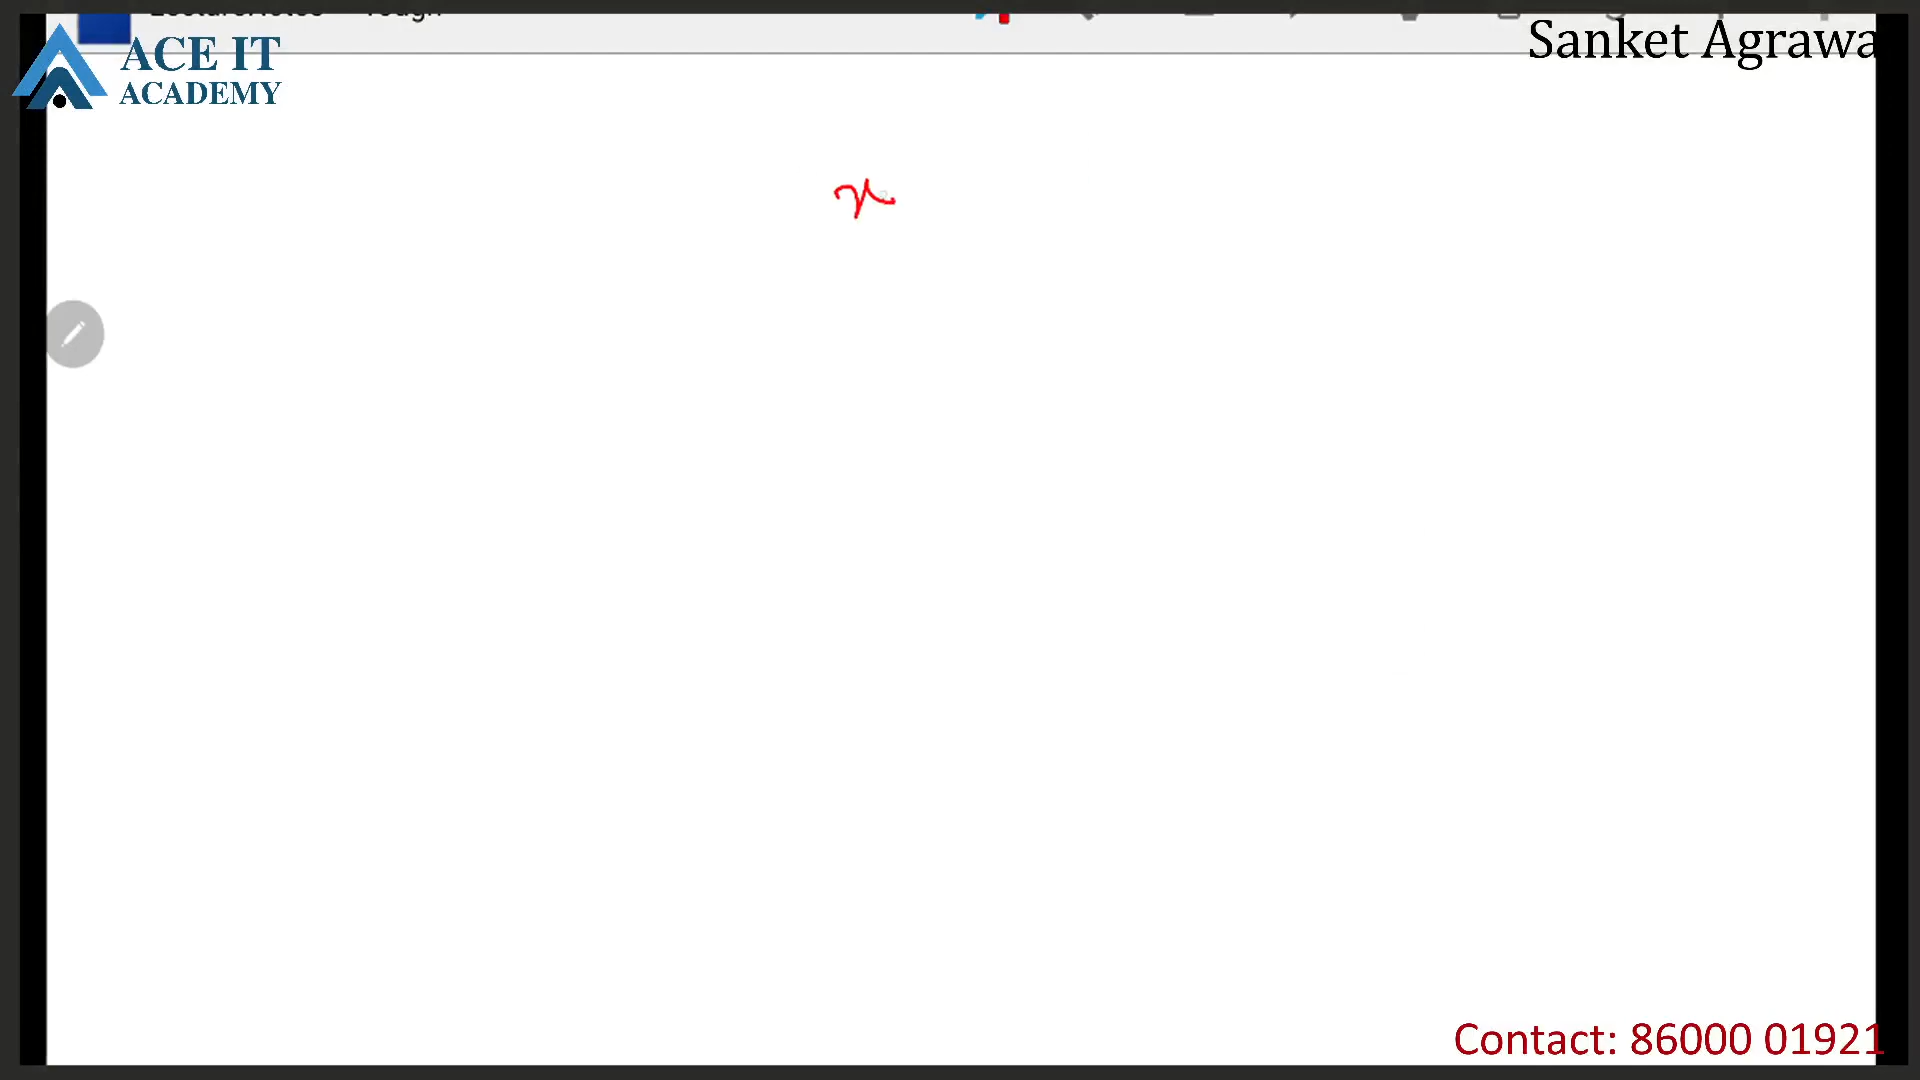 Sanket Agrawa
ACE IT
ACADEMY
x
Contact: 86000 01921